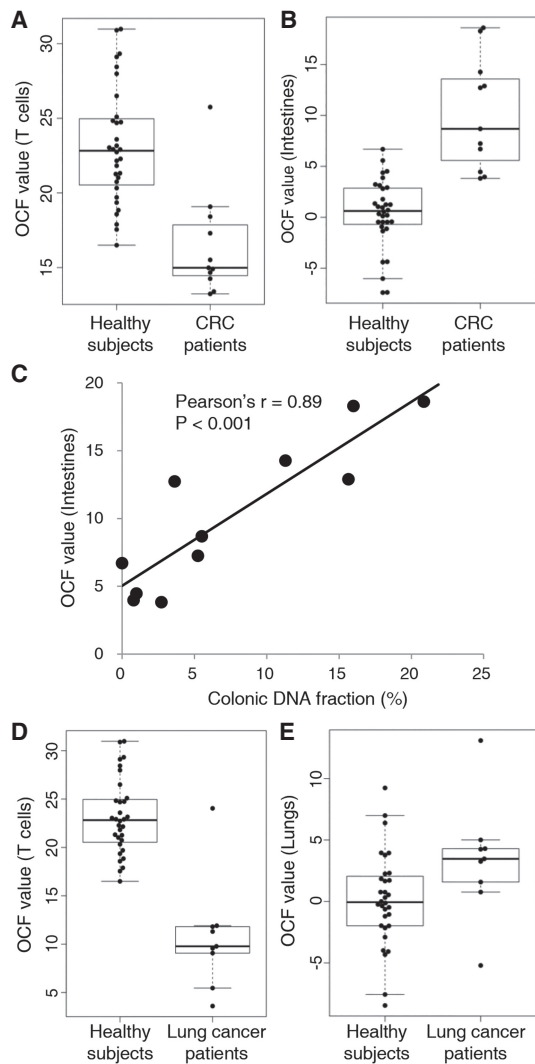 A
OCF value (T cells)
30
25
20
15
Healthy subjects
CRC patients
B
OCF value (Intestines)
15
10
5
0
-5
Healthy subjects
CRC patients
C
OCF value (Intestines)
20
15
10
5
0
Pearson's r = 0.89
P < 0.001
0 5 10 15 20 25
Colonic DNA fraction (%)
D
OCF value (T cells)
30
25
20
15
10
5
Healthy subjects
Lung cancer patients
E
OCF value (Lungs)
10
5
0
-5
Healthy subjects
Lung cancer patients